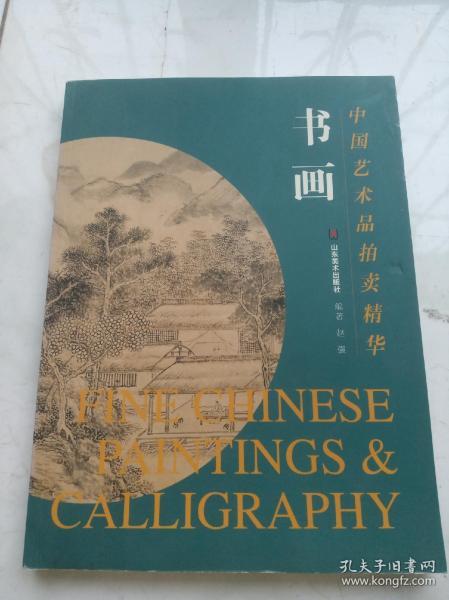 中国艺术品拍卖精华
书画
山东美术出版社
编著 赵强
FINE CHINESE
PAINTINGS &
CALLIGRAPHY
孔夫子旧书网
www.kongfz.com